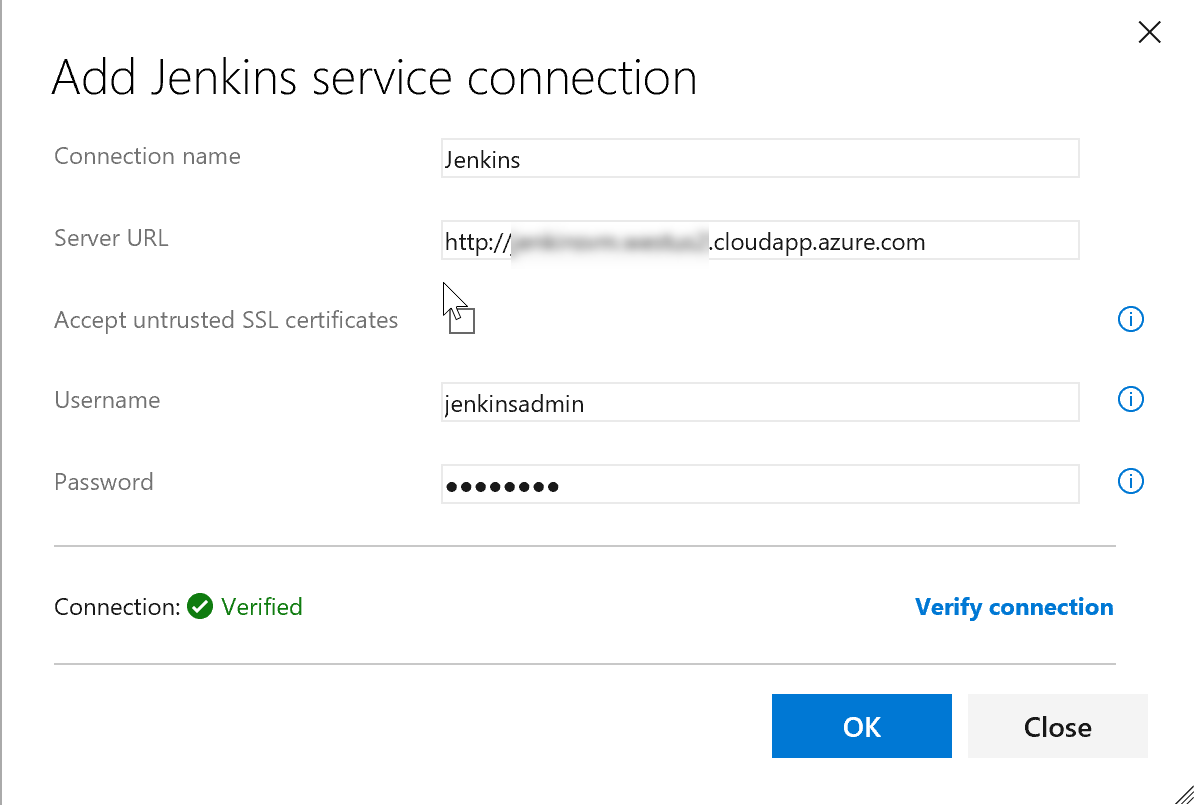 Add Jenkins service connection
Connection name
Jenkins
Server URL
http:// .cloudapp.azure.com
Accept untrusted SSL certificates
Username
jenkinsadmin
Password
••••••••
Connection: Verified
Verify connection
OK
Close